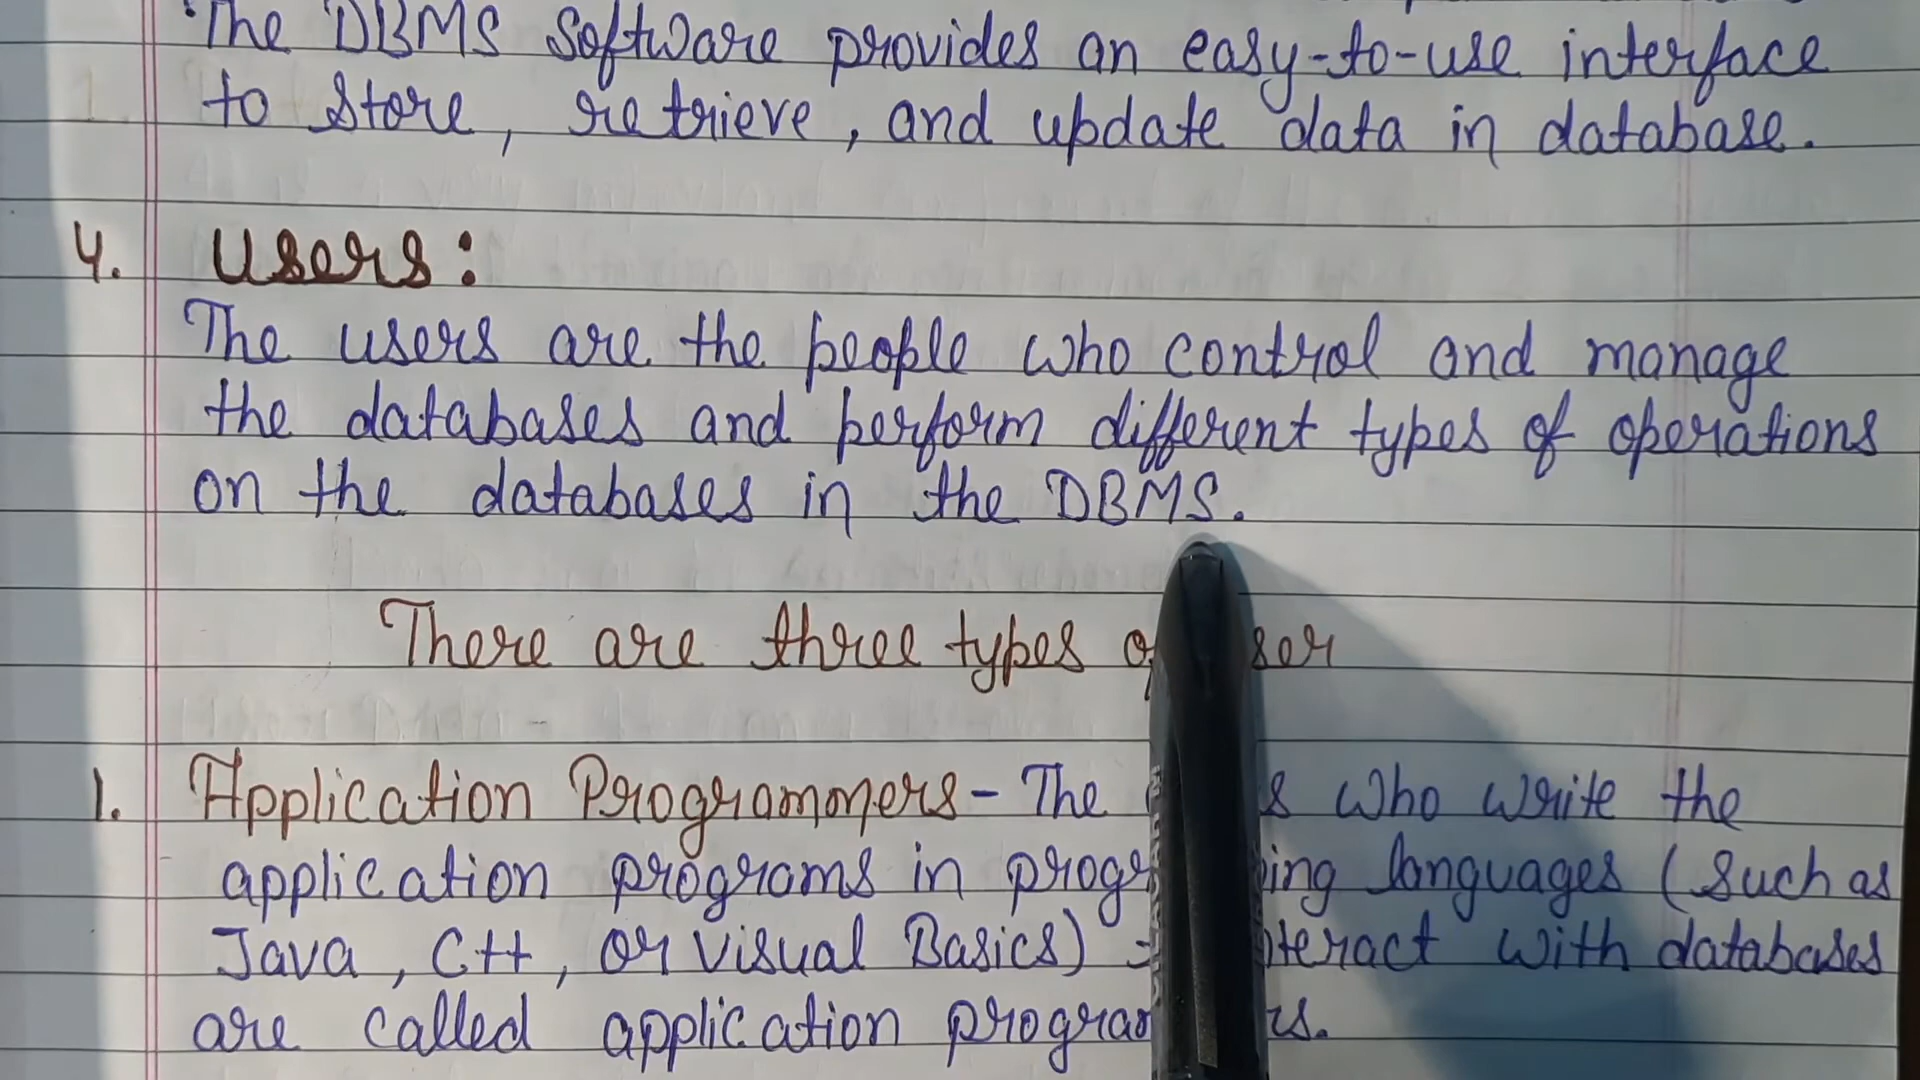 The DBMS Software provides an easy-to-use interface
to store, retrieve, and update data in database.
4. Users:
The users are the people who control and manage
the databases and perform different types of operations
on the databases in the DBMS.
There are three types
1. Application Programmers - The who write the
application programs in languages (such as
Java, C++, or Visual Basics) with databases
are called application